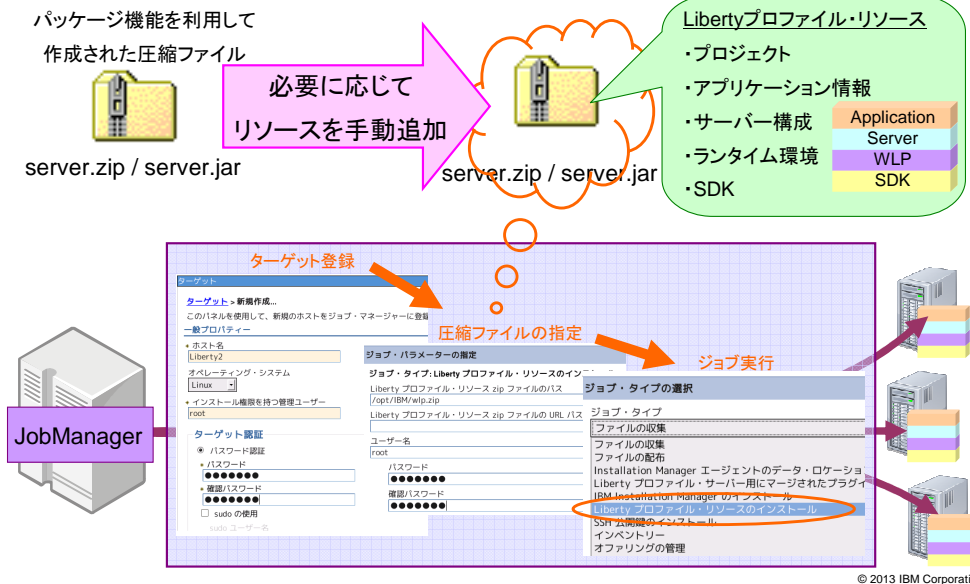 パッケージ機能を利用して
作成された圧縮ファイル
server.zip / server.jar
必要に応じて
リソースを手動追加
server.zip / server.jar
Libertyプロファイル・リソース
・プロジェクト
・アプリケーション情報
・サーバー構成
・ランタイム環境
・SDK
Application
Server
WLP
SDK
JobManager
ターゲット登録
ターゲット
ターゲット > 新規作成...
このパネルを使用して、新規のホストをジョブ・マネージャーに登録
一般プロパティー
* ホスト名
Liberty2
オペレーティング・システム
Linux
* インストール権限を持つ管理ユーザー
root
ターゲット認証
パスワード認証
* パスワード
●●●●●●●
* 確認パスワード
●●●●●●●
sudo の使用
sudo ユーザー名
圧縮ファイルの指定
ジョブ・パラメーターの指定
ジョブ・タイプ: Liberty プロファイル・リソースのイン
Liberty プロファイル・リソース zip ファイルのパス
/opt/IBM/wlp.zip
Liberty プロファイル・リソース zip ファイルの URL パス
ユーザー名
root
パスワード
●●●●●●●
確認パスワード
●●●●●●●
ジョブ実行
ジョブ・タイプの選択
ジョブ・タイプ
ファイルの収集
ファイルの収集
ファイルの配布
Installation Manager エージェントのデータ・ロケーショ
Liberty プロファイル・サーバー用にマージされたプラグイ
IBM Installation Manager のインストール
Liberty プロファイル・リソースのインストール
SSH 公開鍵のインストール
インベントリー
オファリングの管理
© 2013 IBM Corporati